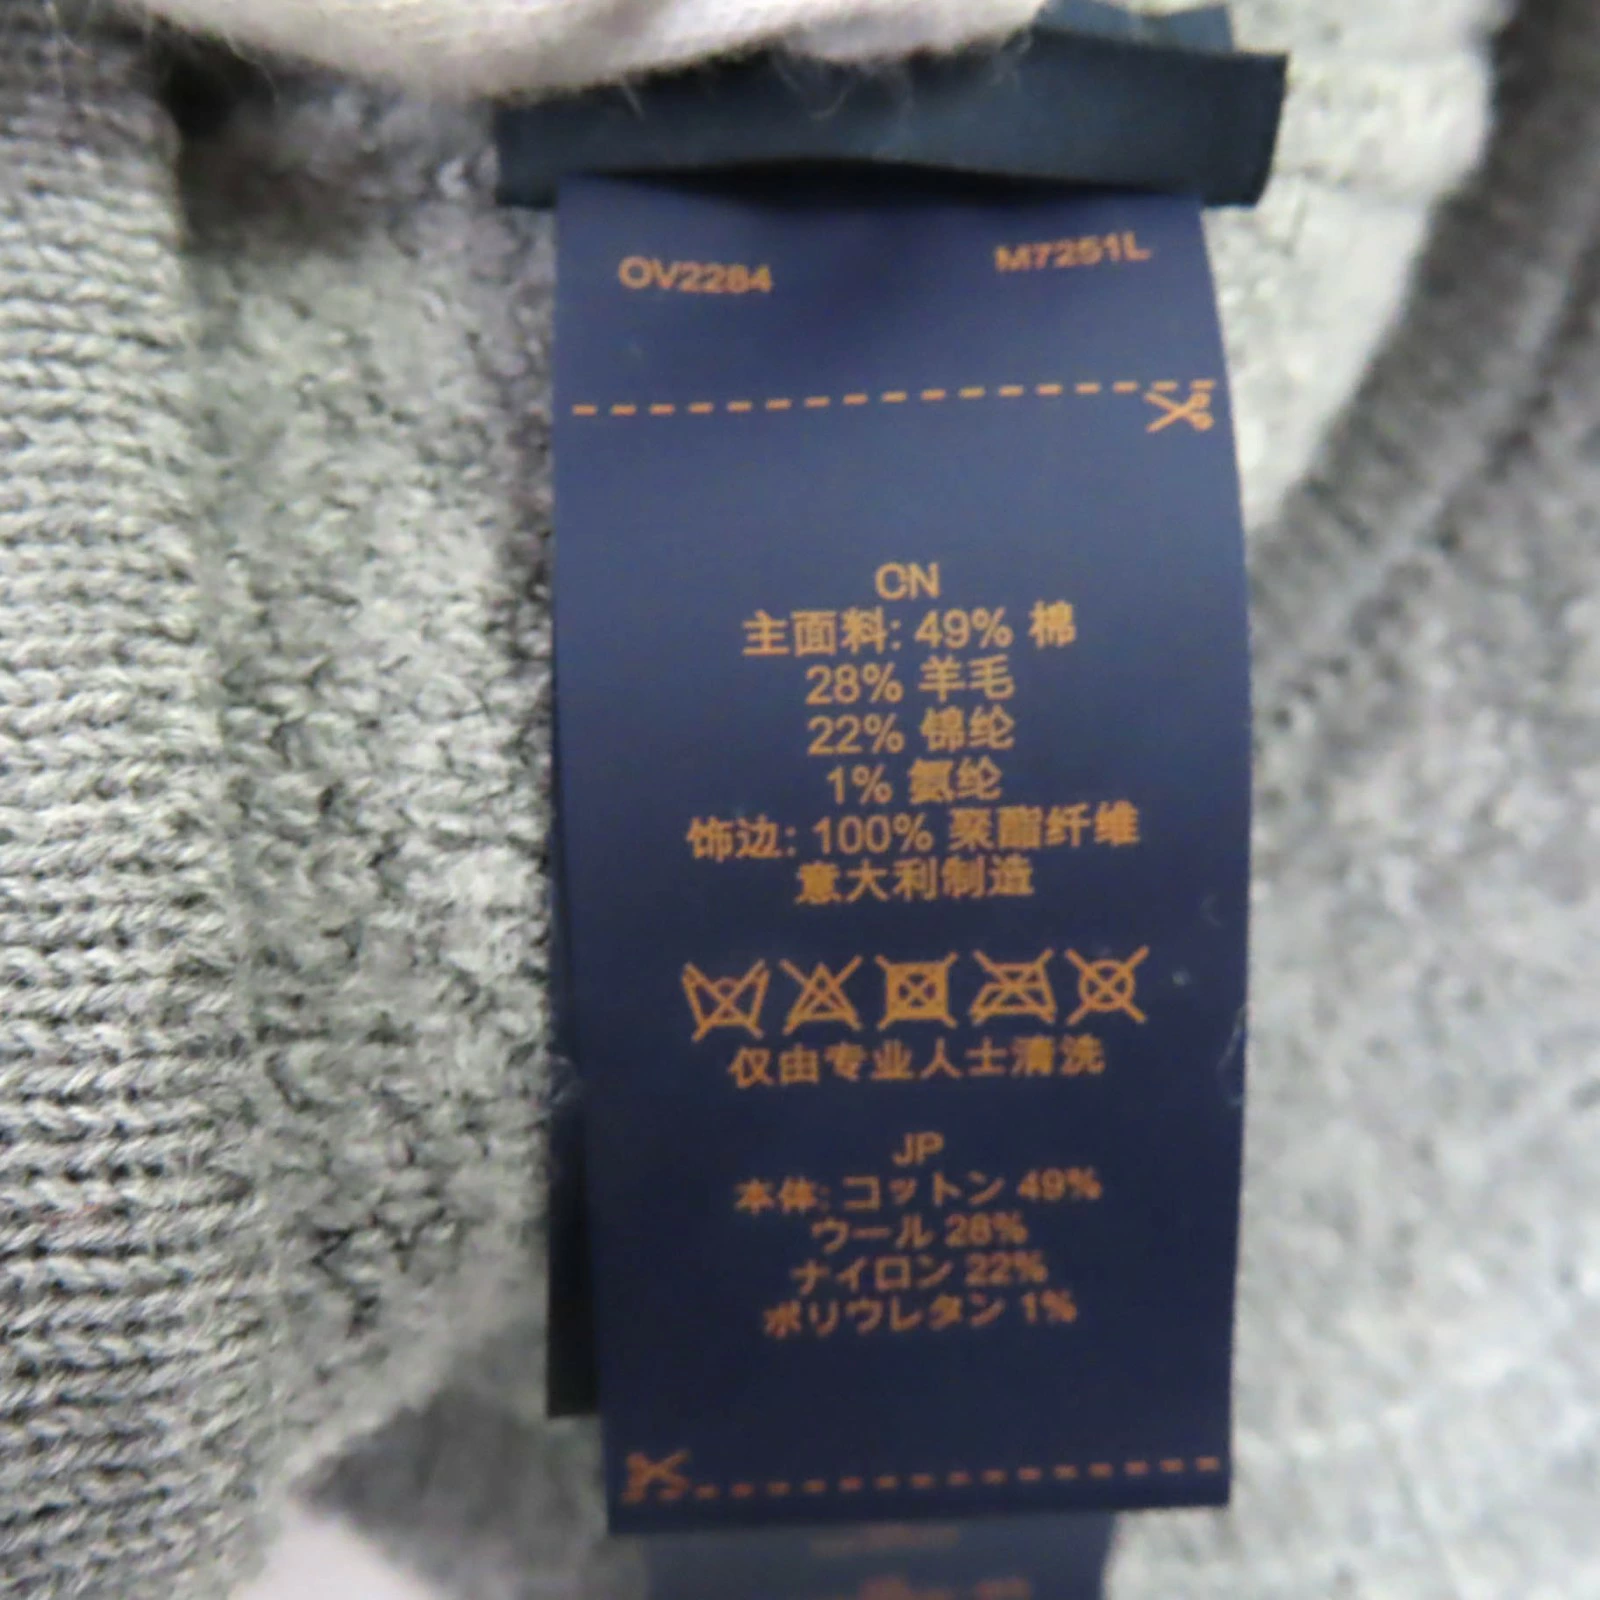 OV2284
M7251L
CN
主面料: 49% 棉
28% 羊毛
22% 锦纶
1% 氨纶
饰边: 100% 聚酯纤维
意大利制造
仅由专业人士清洗
JP
本体: コットン 49%
ウール 28%
ナイロン 22%
ポリウレタン 1%